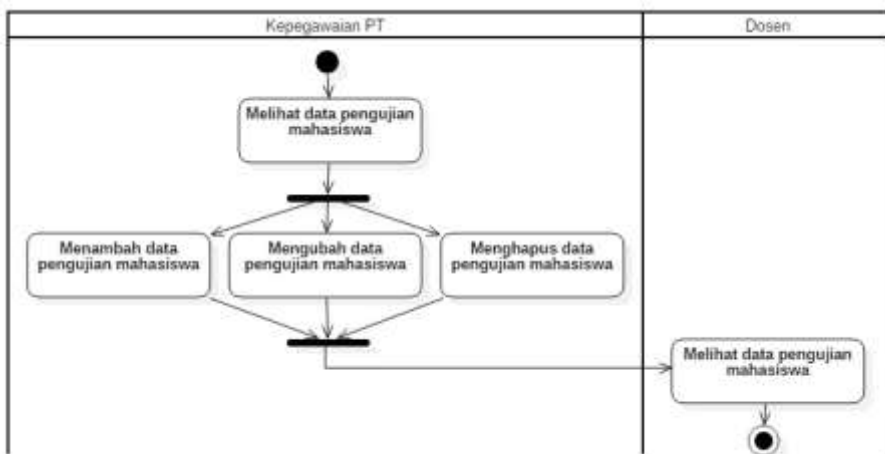 Kepegawaian PT
Dosen
Melihat data pengujian
mahasiswa
Menambah data
pengujian mahasiswa
Mengubah data
pengujian mahasiswa
Menghapus data
pengujian mahasiswa
Melihat data pengujian
mahasiswa